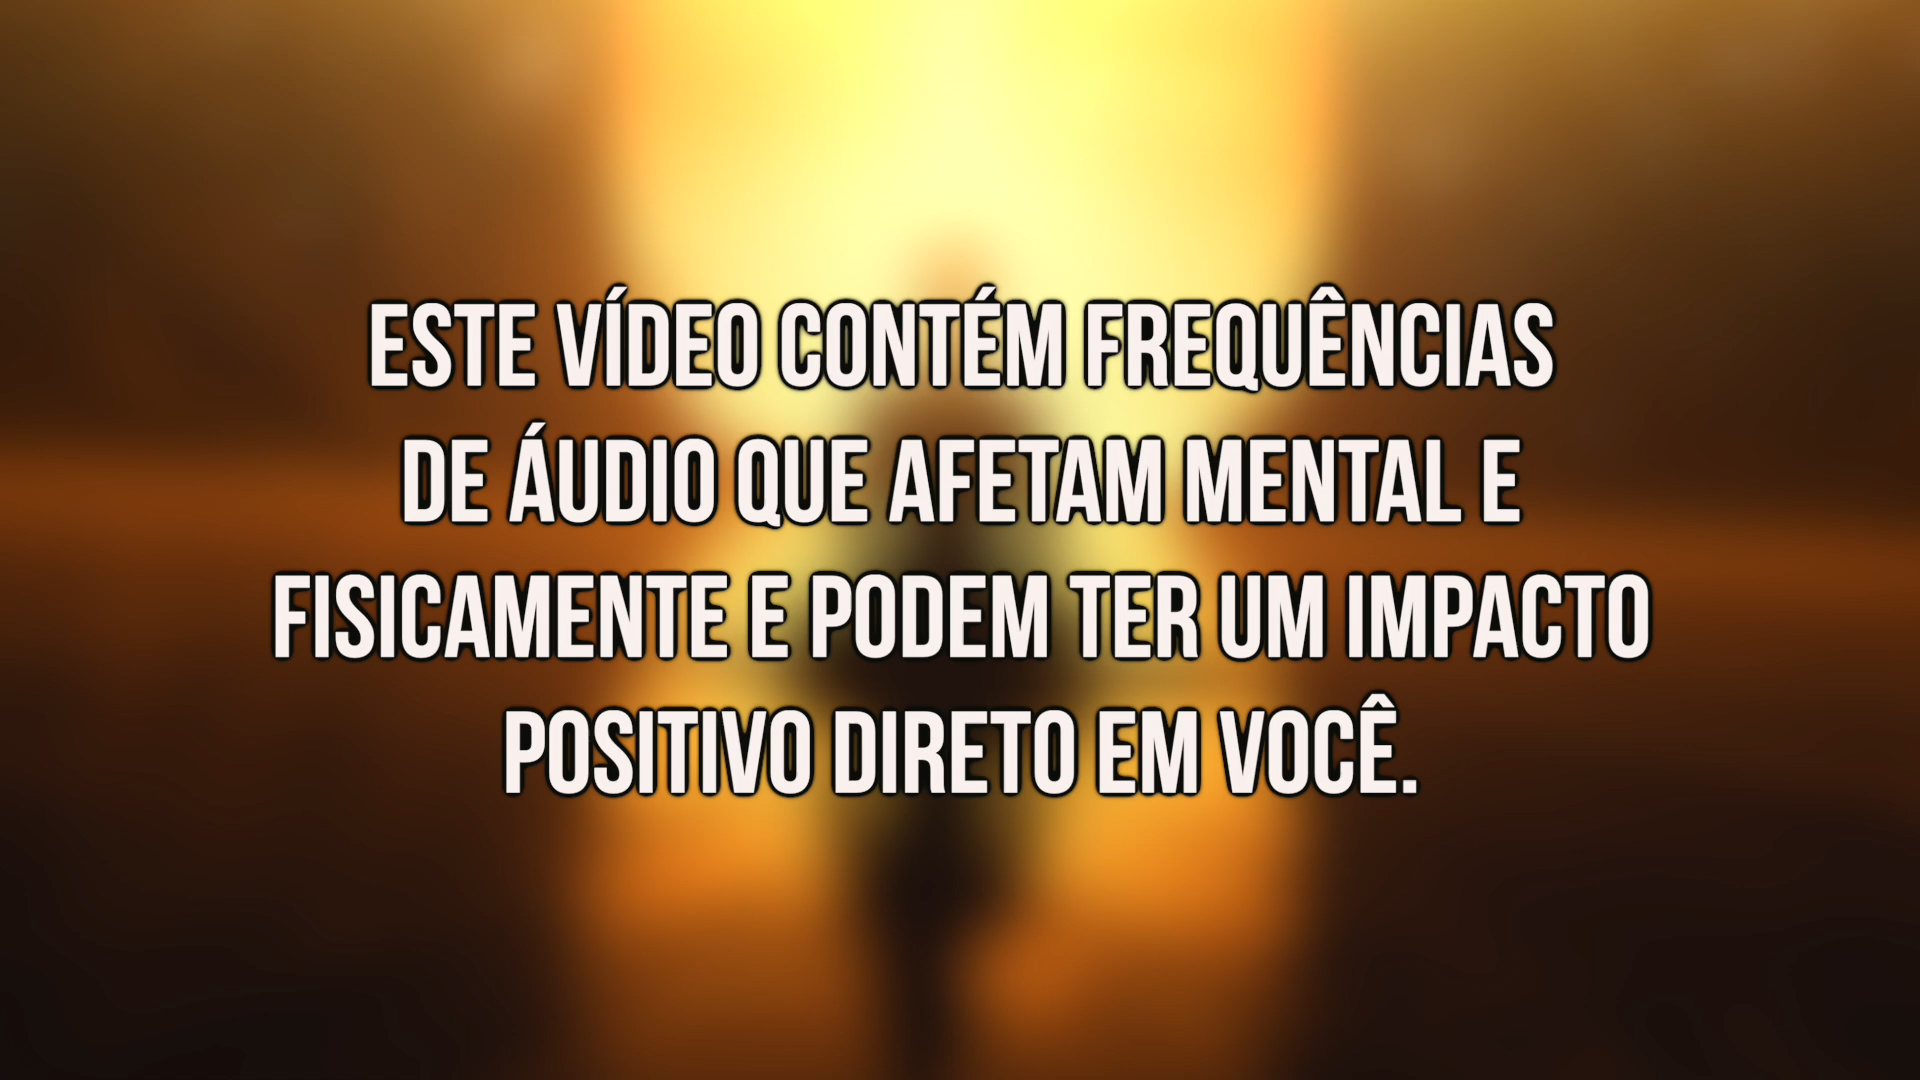 ESTE VÍDEO CONTÉM FREQUÊNCIAS
DE ÁUDIO QUE AFETAM MENTAL E
FISICAMENTE E PODEM TER UM IMPACTO
POSITIVO DIRETO EM VOCÊ.